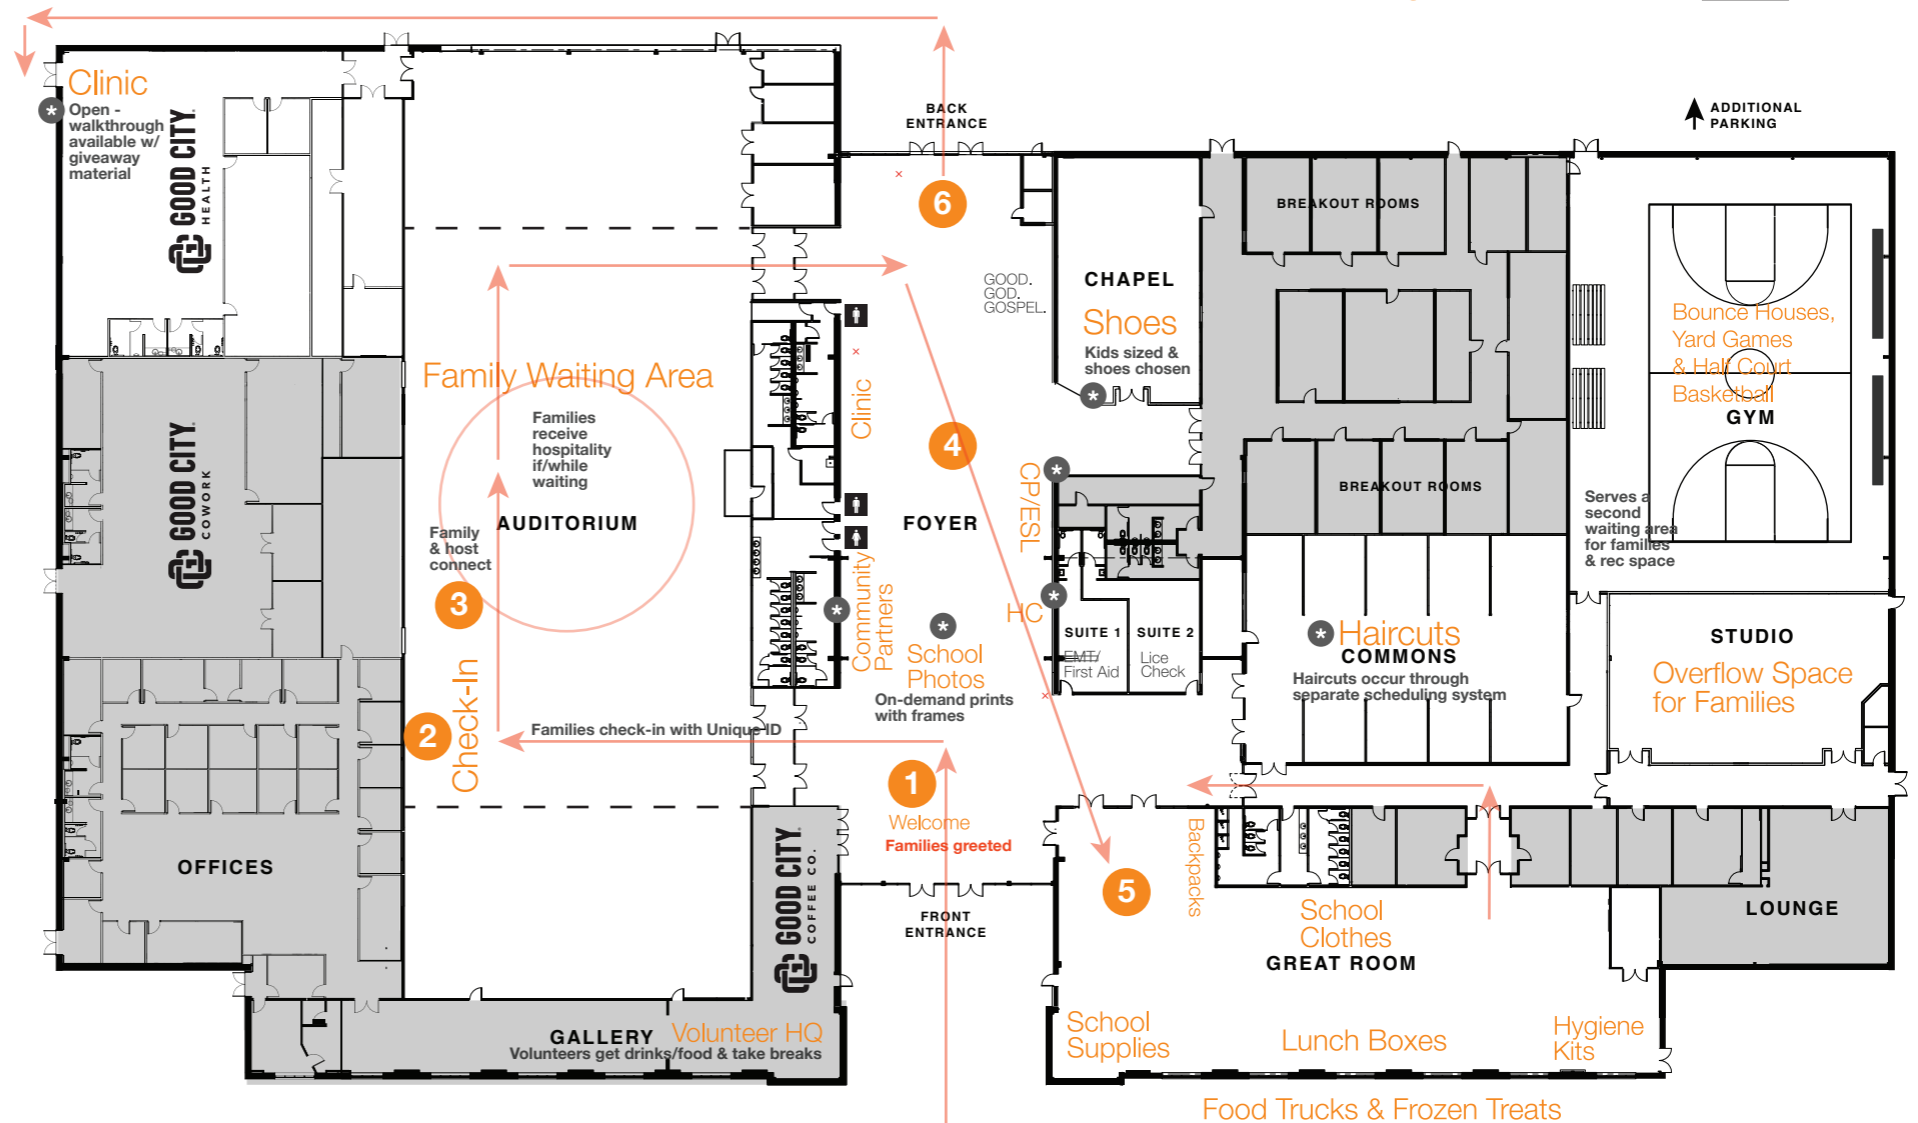 Clinic
Open -
walkthrough
available w/
giveaway
material
GOOD CITY
HEALTH
BACK
ENTRANCE
ADDITIONAL
PARKING
6
BREAKOUT ROOMS
GOOD.
GOD.
GOSPEL.
CHAPEL
Shoes
Kids sized &
shoes chosen
Bounce Houses,
Yard Games
& Half Court
Basketball
GYM
Serves a
second
waiting area
for families
& rec space
Family Waiting Area
Families
receive
hospitality
if/while
waiting
AUDITORIUM
Family
& host
connect
3
Clinic
4
FOYER
CP/ESL
BREAKOUT ROOMS
GOOD CITY
COWORK
Community
Partners
School
Photos
On-demand prints
with frames
HC
SUITE 1
EMT/
First Aid
SUITE 2
Lice
Check
Haircuts
COMMONS
Haircuts occur through
separate scheduling system
STUDIO
Overflow Space
for Families
2
Check-In
Families check-in with Unique ID
1
Welcome
Families greeted
OFFICES
GOOD CITY
COFFEE CO.
FRONT
ENTRANCE
5
Backpacks
School
Clothes
GREAT ROOM
LOUNGE
GALLERY
Volunteer HQ
Volunteers get drinks/food & take breaks
School
Supplies
Lunch Boxes
Hygiene
Kits
Food Trucks & Frozen Treats